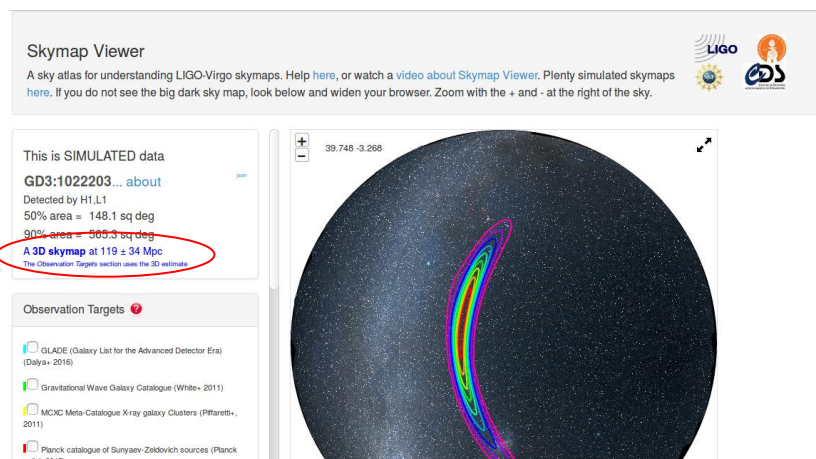 Skymap Viewer
A sky atlas for understanding LIGO-Virgo skymaps. Help here, or watch a video about Skymap Viewer. Plenty simulated skymaps
here. If you do not see the big dark sky map, look below and widen your browser. Zoom with the + and - at the right of the sky.
LIGO
NSF
CDS
This is SIMULATED data
GD3:1022203... about
Detected by H1,L1
50% area = 148.1 sq deg
90% area = 565.3 sq deg
A 3D skymap at 119 ± 34 Mpc
The Observation Targets section uses the 3D estimate
+
−
39.748 -3.268
Observation Targets ?
GLADE (Galaxy List for the Advanced Detector Era)
(Dalya+ 2016)
Gravitational Wave Galaxy Catalogue (White+ 2011)
MCXC Meta-Catalogue X-ray galaxy Clusters (Piffaretti+,
2011)
Planck catalogue of Sunyaev-Zeldovich sources (Planck